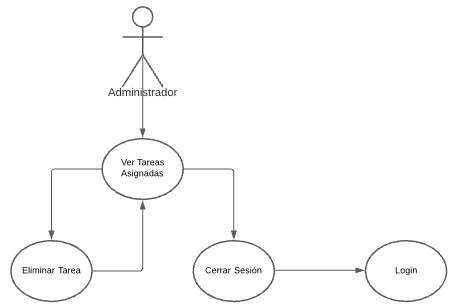 Administrador
Ver Tareas
Asignadas
Eliminar Tarea
Cerrar Sesión
Login